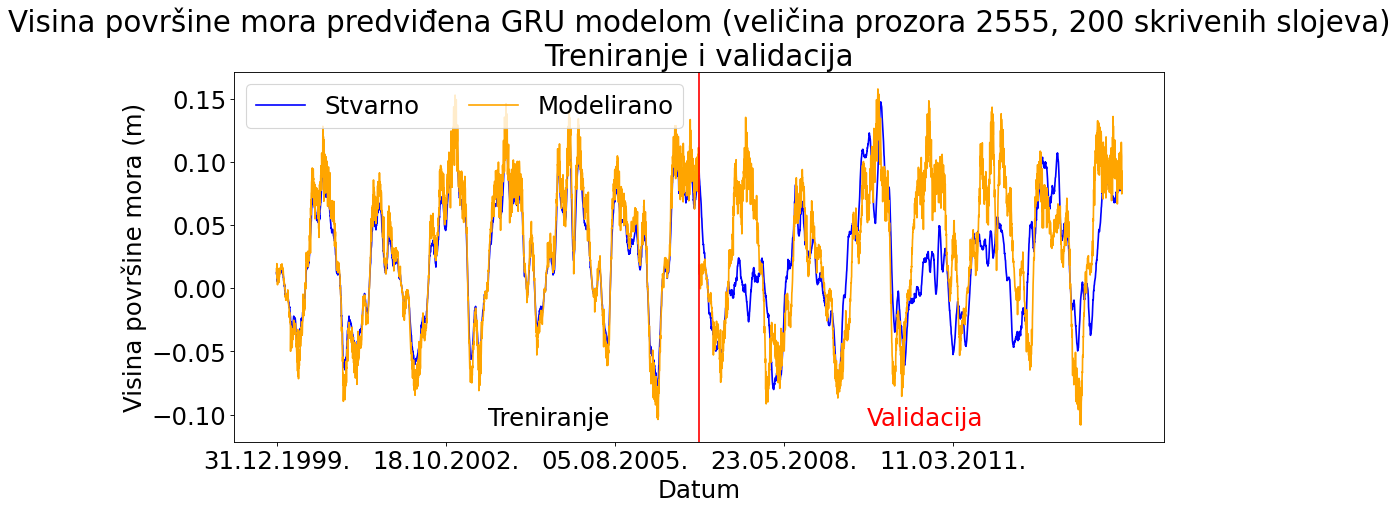 Visina površine mora predviđena GRU modelom (veličina prozora 2555, 200 skrivenih slojeva)
Treniranje i validacija
Stvarno
Modelirano
Visina površine mora (m)
0.15
0.10
0.05
0.00
−0.05
−0.10
Treniranje
Validacija
31.12.1999.
18.10.2002.
05.08.2005.
23.05.2008.
11.03.2011.
Datum